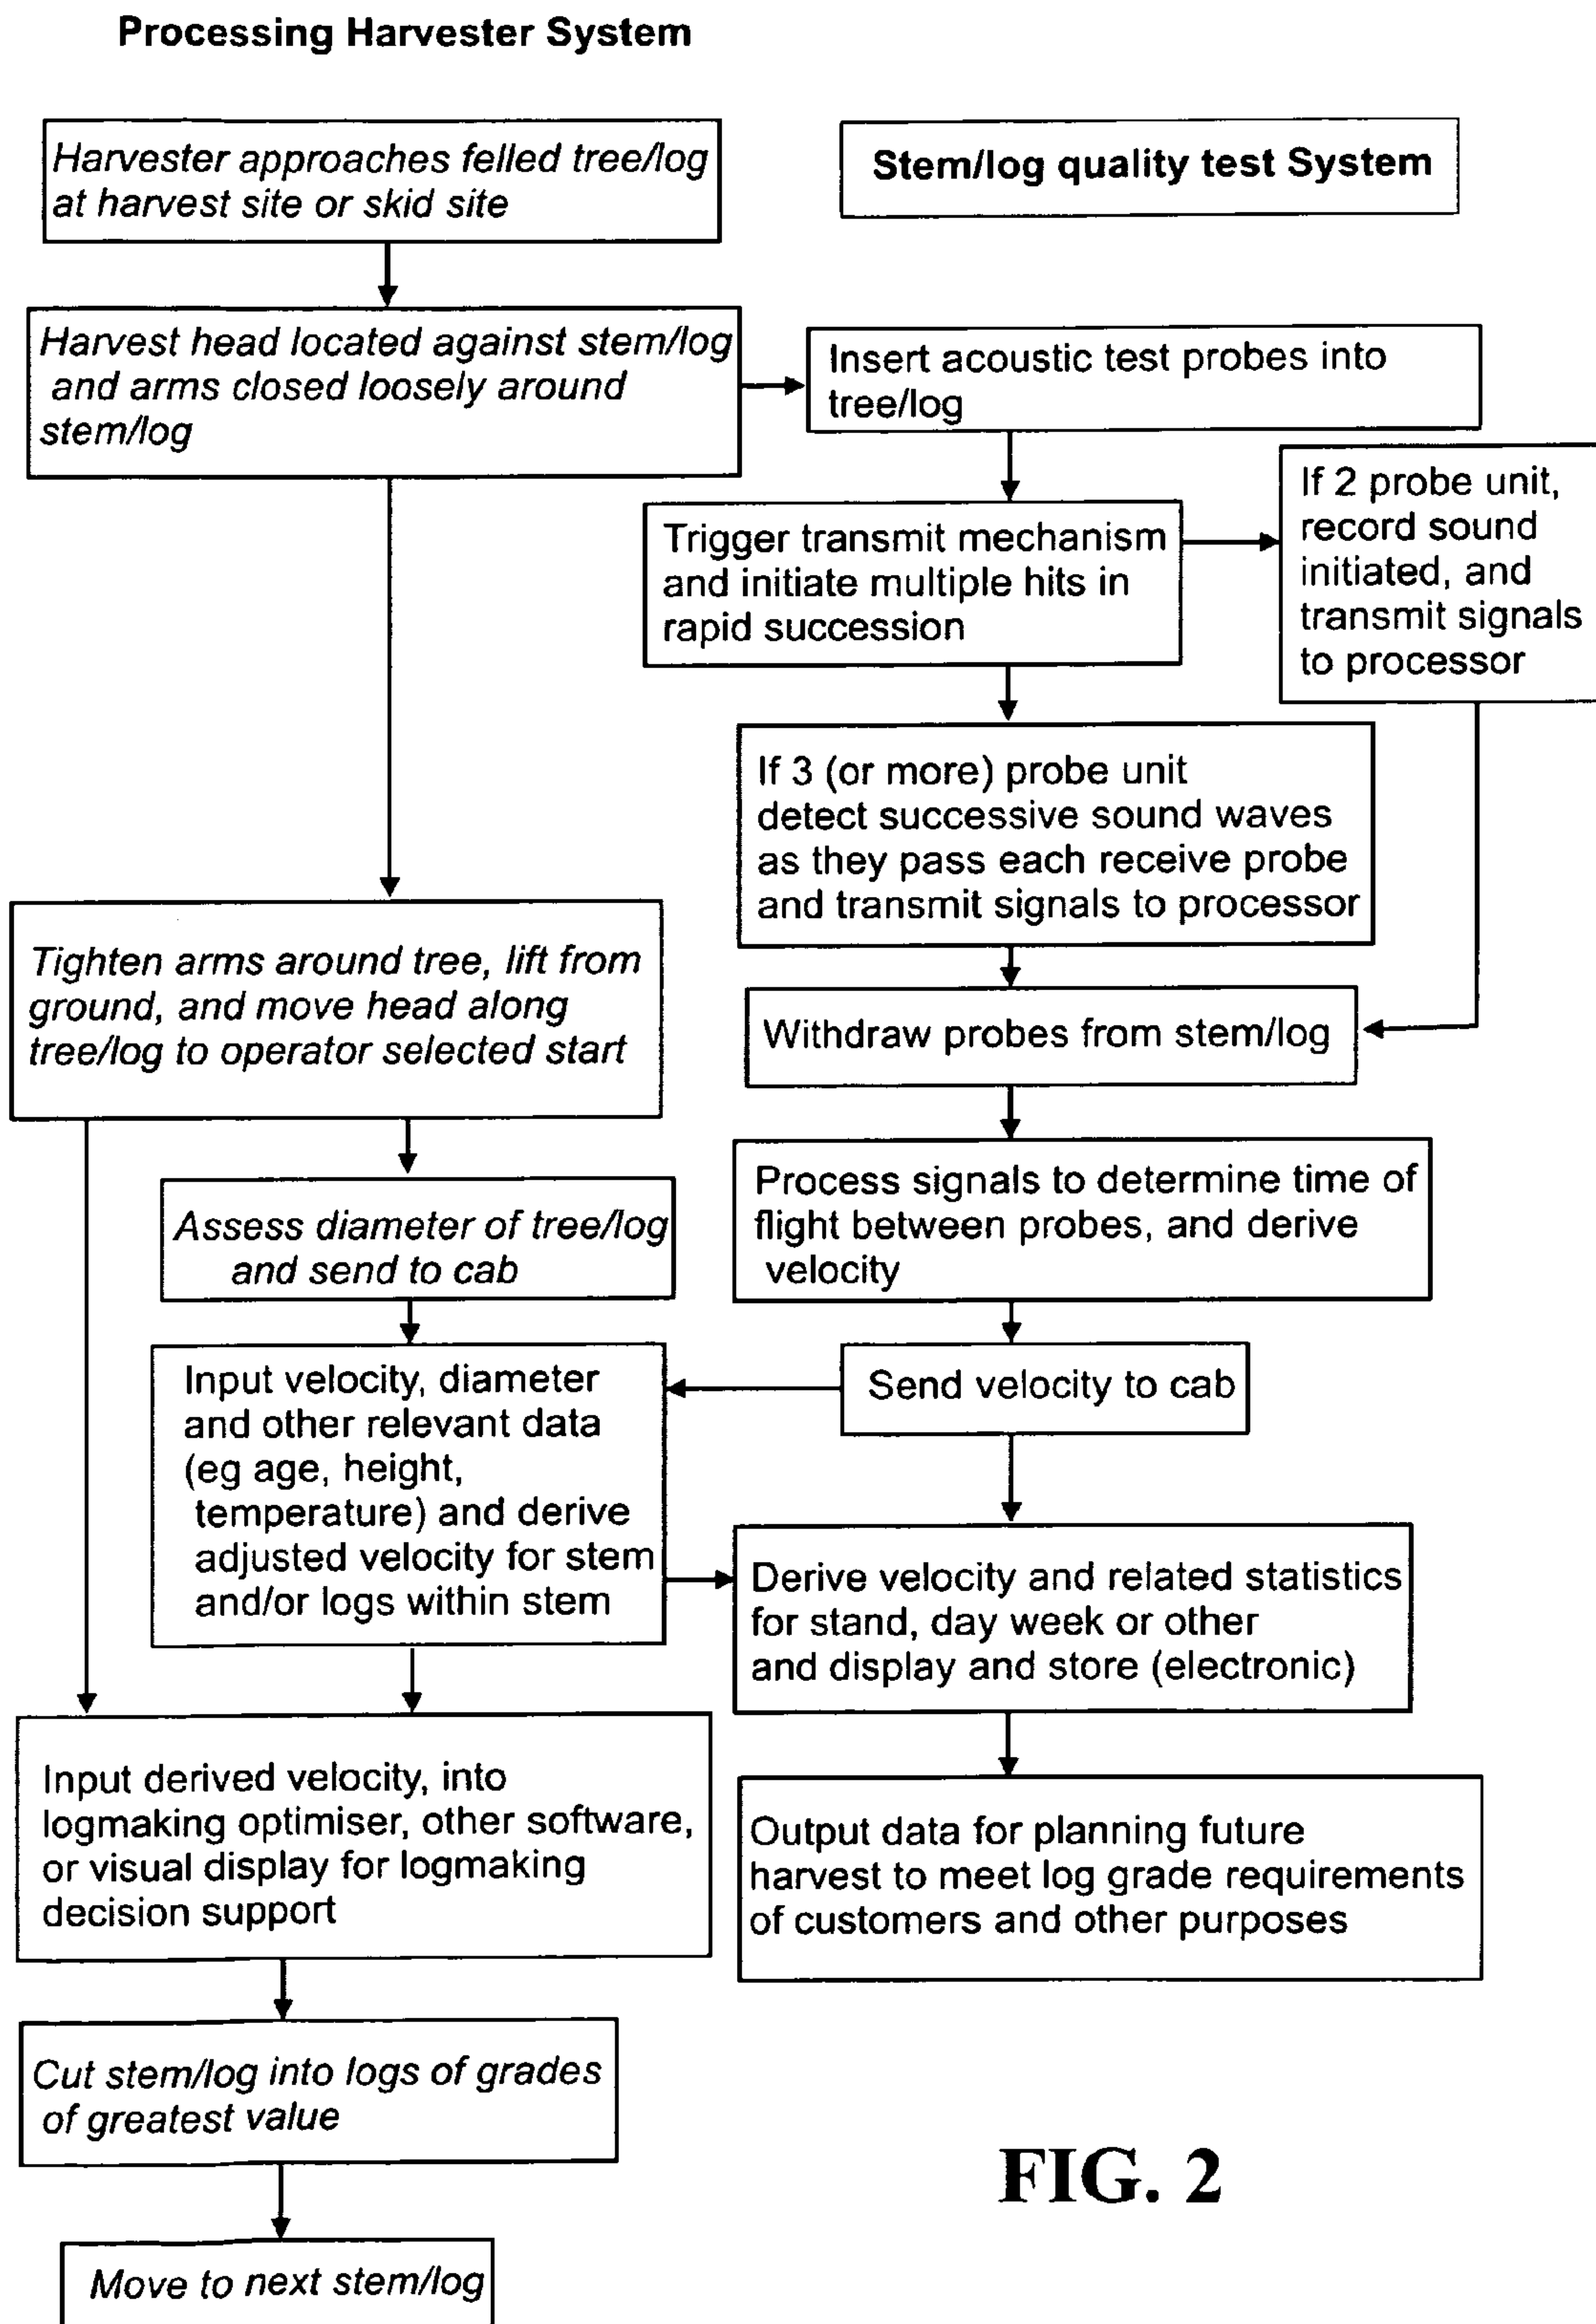 Processing Harvester System
Harvester approaches felled tree/log
at harvest site or skid site
Stem/log quality test System
Harvest head located against stem/log
and arms closed loosely around
stem/log
Insert acoustic test probes into
tree/log
Trigger transmit mechanism
and initiate multiple hits in
rapid succession
If 2 probe unit,
record sound
initiated, and
transmit signals
to processor
If 3 (or more) probe unit
detect successive sound waves
as they pass each receive probe
and transmit signals to processor
Tighten arms around tree, lift from
ground, and move head along
tree/log to operator selected start
Withdraw probes from stem/log
Assess diameter of tree/log
and send to cab
Process signals to determine time of
flight between probes, and derive
velocity
Input velocity, diameter
and other relevant data
(eg age, height,
temperature) and derive
adjusted velocity for stem
and/or logs within stem
Send velocity to cab
Derive velocity and related statistics
for stand, day week or other
and display and store (electronic)
Input derived velocity, into
logmaking optimiser, other software,
or visual display for logmaking
decision support
Output data for planning future
harvest to meet log grade requirements
of customers and other purposes
Cut stem/log into logs of grades
of greatest value
Move to next stem/log
FIG. 2